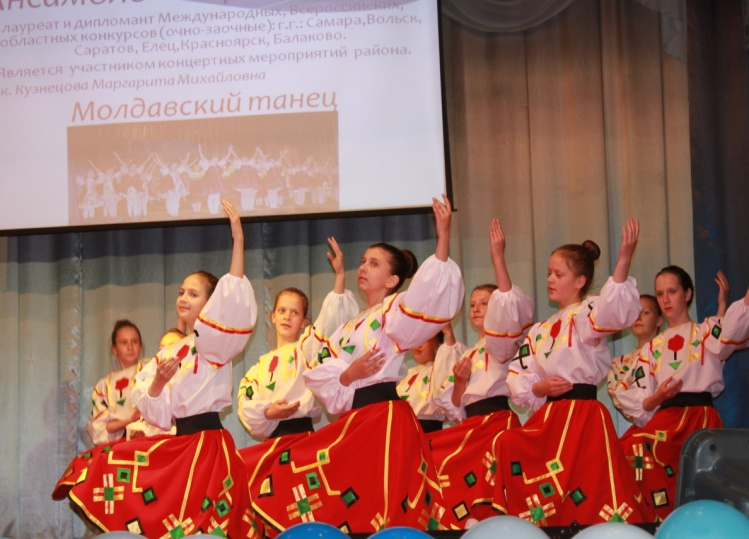 Ансамбль
лауреат и дипломант Международных, Всероссийских,
областных конкурсов (очно-заочные): г.г.: Самара,Вольск,
Саратов, Елец,Красноярск, Балаково.
Является участником концертных мероприятий района.
к. Кузнецова Маргарита Михайловна
Молдавский танец